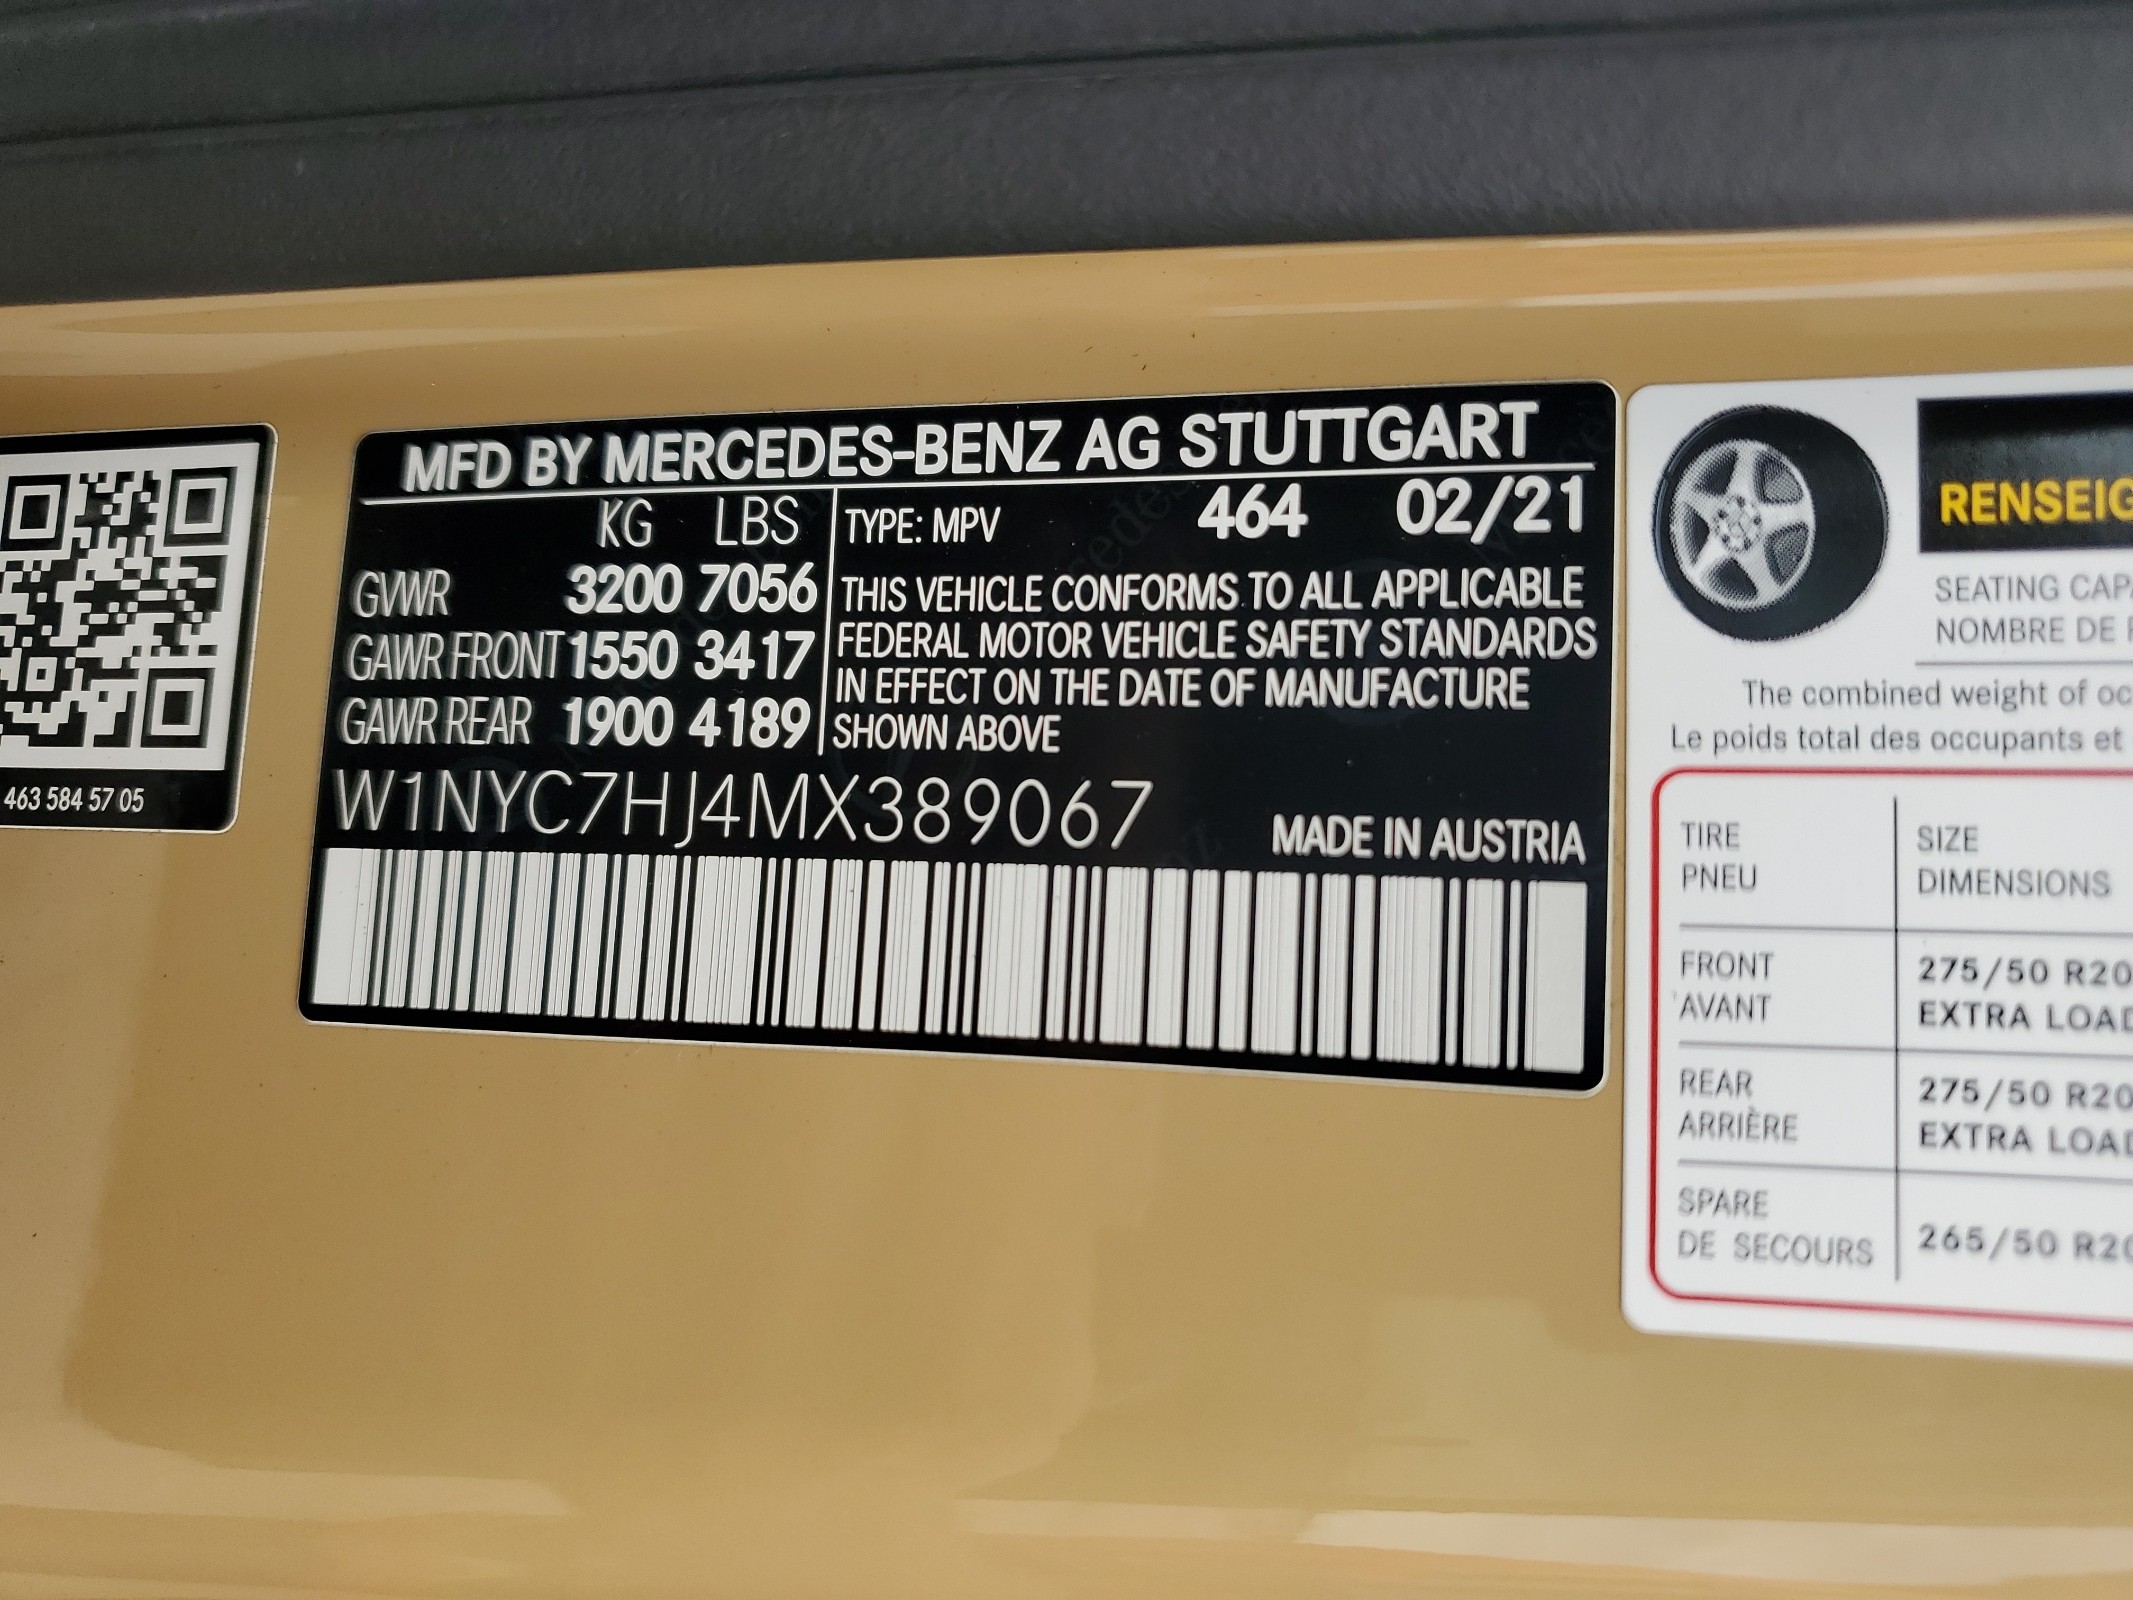 MFD BY MERCEDES-BENZ AG STUTTGART
KG LBS
GVWR 3200 7056
GAWR FRONT 1550 3417
GAWR REAR 1900 4189
TYPE: MPV 464 02/21
THIS VEHICLE CONFORMS TO ALL APPLICABLE
FEDERAL MOTOR VEHICLE SAFETY STANDARDS
IN EFFECT ON THE DATE OF MANUFACTURE
SHOWN ABOVE
W1NYC7HJ4MX389067
MADE IN AUSTRIA
463 584 57 05
RENSEIG
SEATING CAPA
NOMBRE DE P
The combined weight of oc
Le poids total des occupants et
TIRE
PNEU
SIZE
DIMENSIONS
FRONT
AVANT
275/50 R20
EXTRA LOAD
REAR
ARRIÈRE
275/50 R20
EXTRA LOAD
SPARE
DE SECOURS
265/50 R20